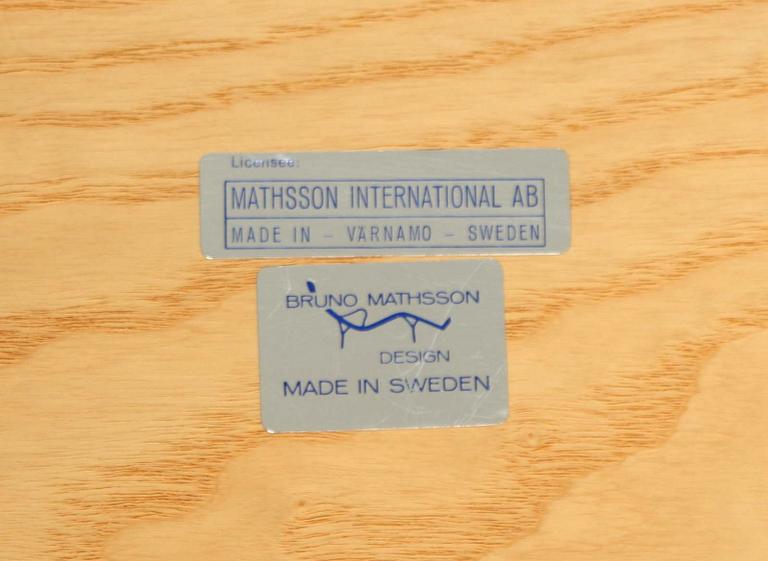 Licensee:
MATHSSON INTERNATIONAL AB
MADE IN - VÄRNAMO - SWEDEN
BRUNO MATHSSON
DESIGN
MADE IN SWEDEN